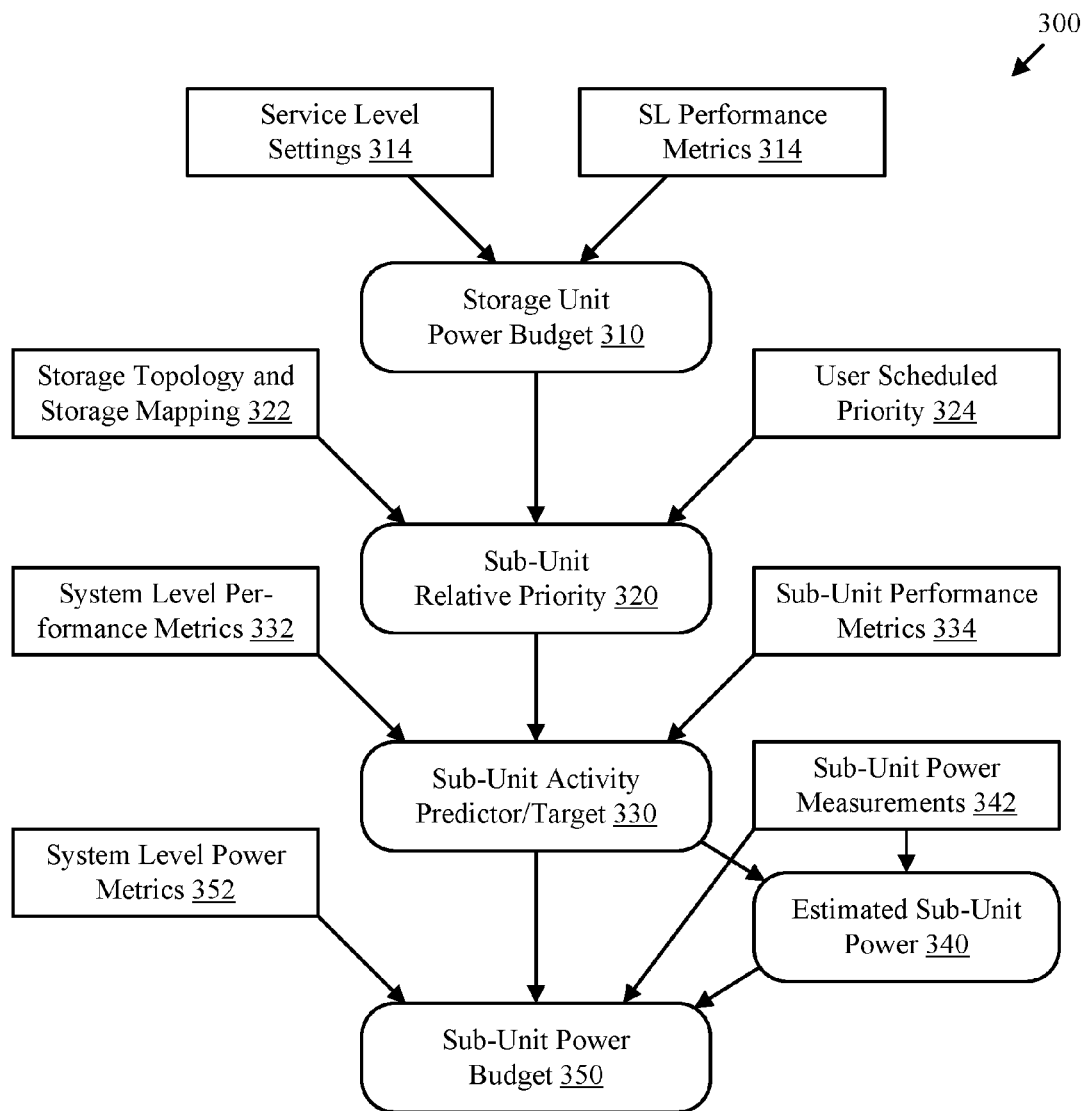 300
Service Level
Settings 314
SL Performance
Metrics 314
Storage Unit
Power Budget 310
Storage Topology and
Storage Mapping 322
User Scheduled
Priority 324
Sub-Unit
Relative Priority 320
System Level Per-
formance Metrics 332
Sub-Unit Performance
Metrics 334
Sub-Unit Activity
Predictor/Target 330
Sub-Unit Power
Measurements 342
System Level Power
Metrics 352
Estimated Sub-Unit
Power 340
Sub-Unit Power
Budget 350